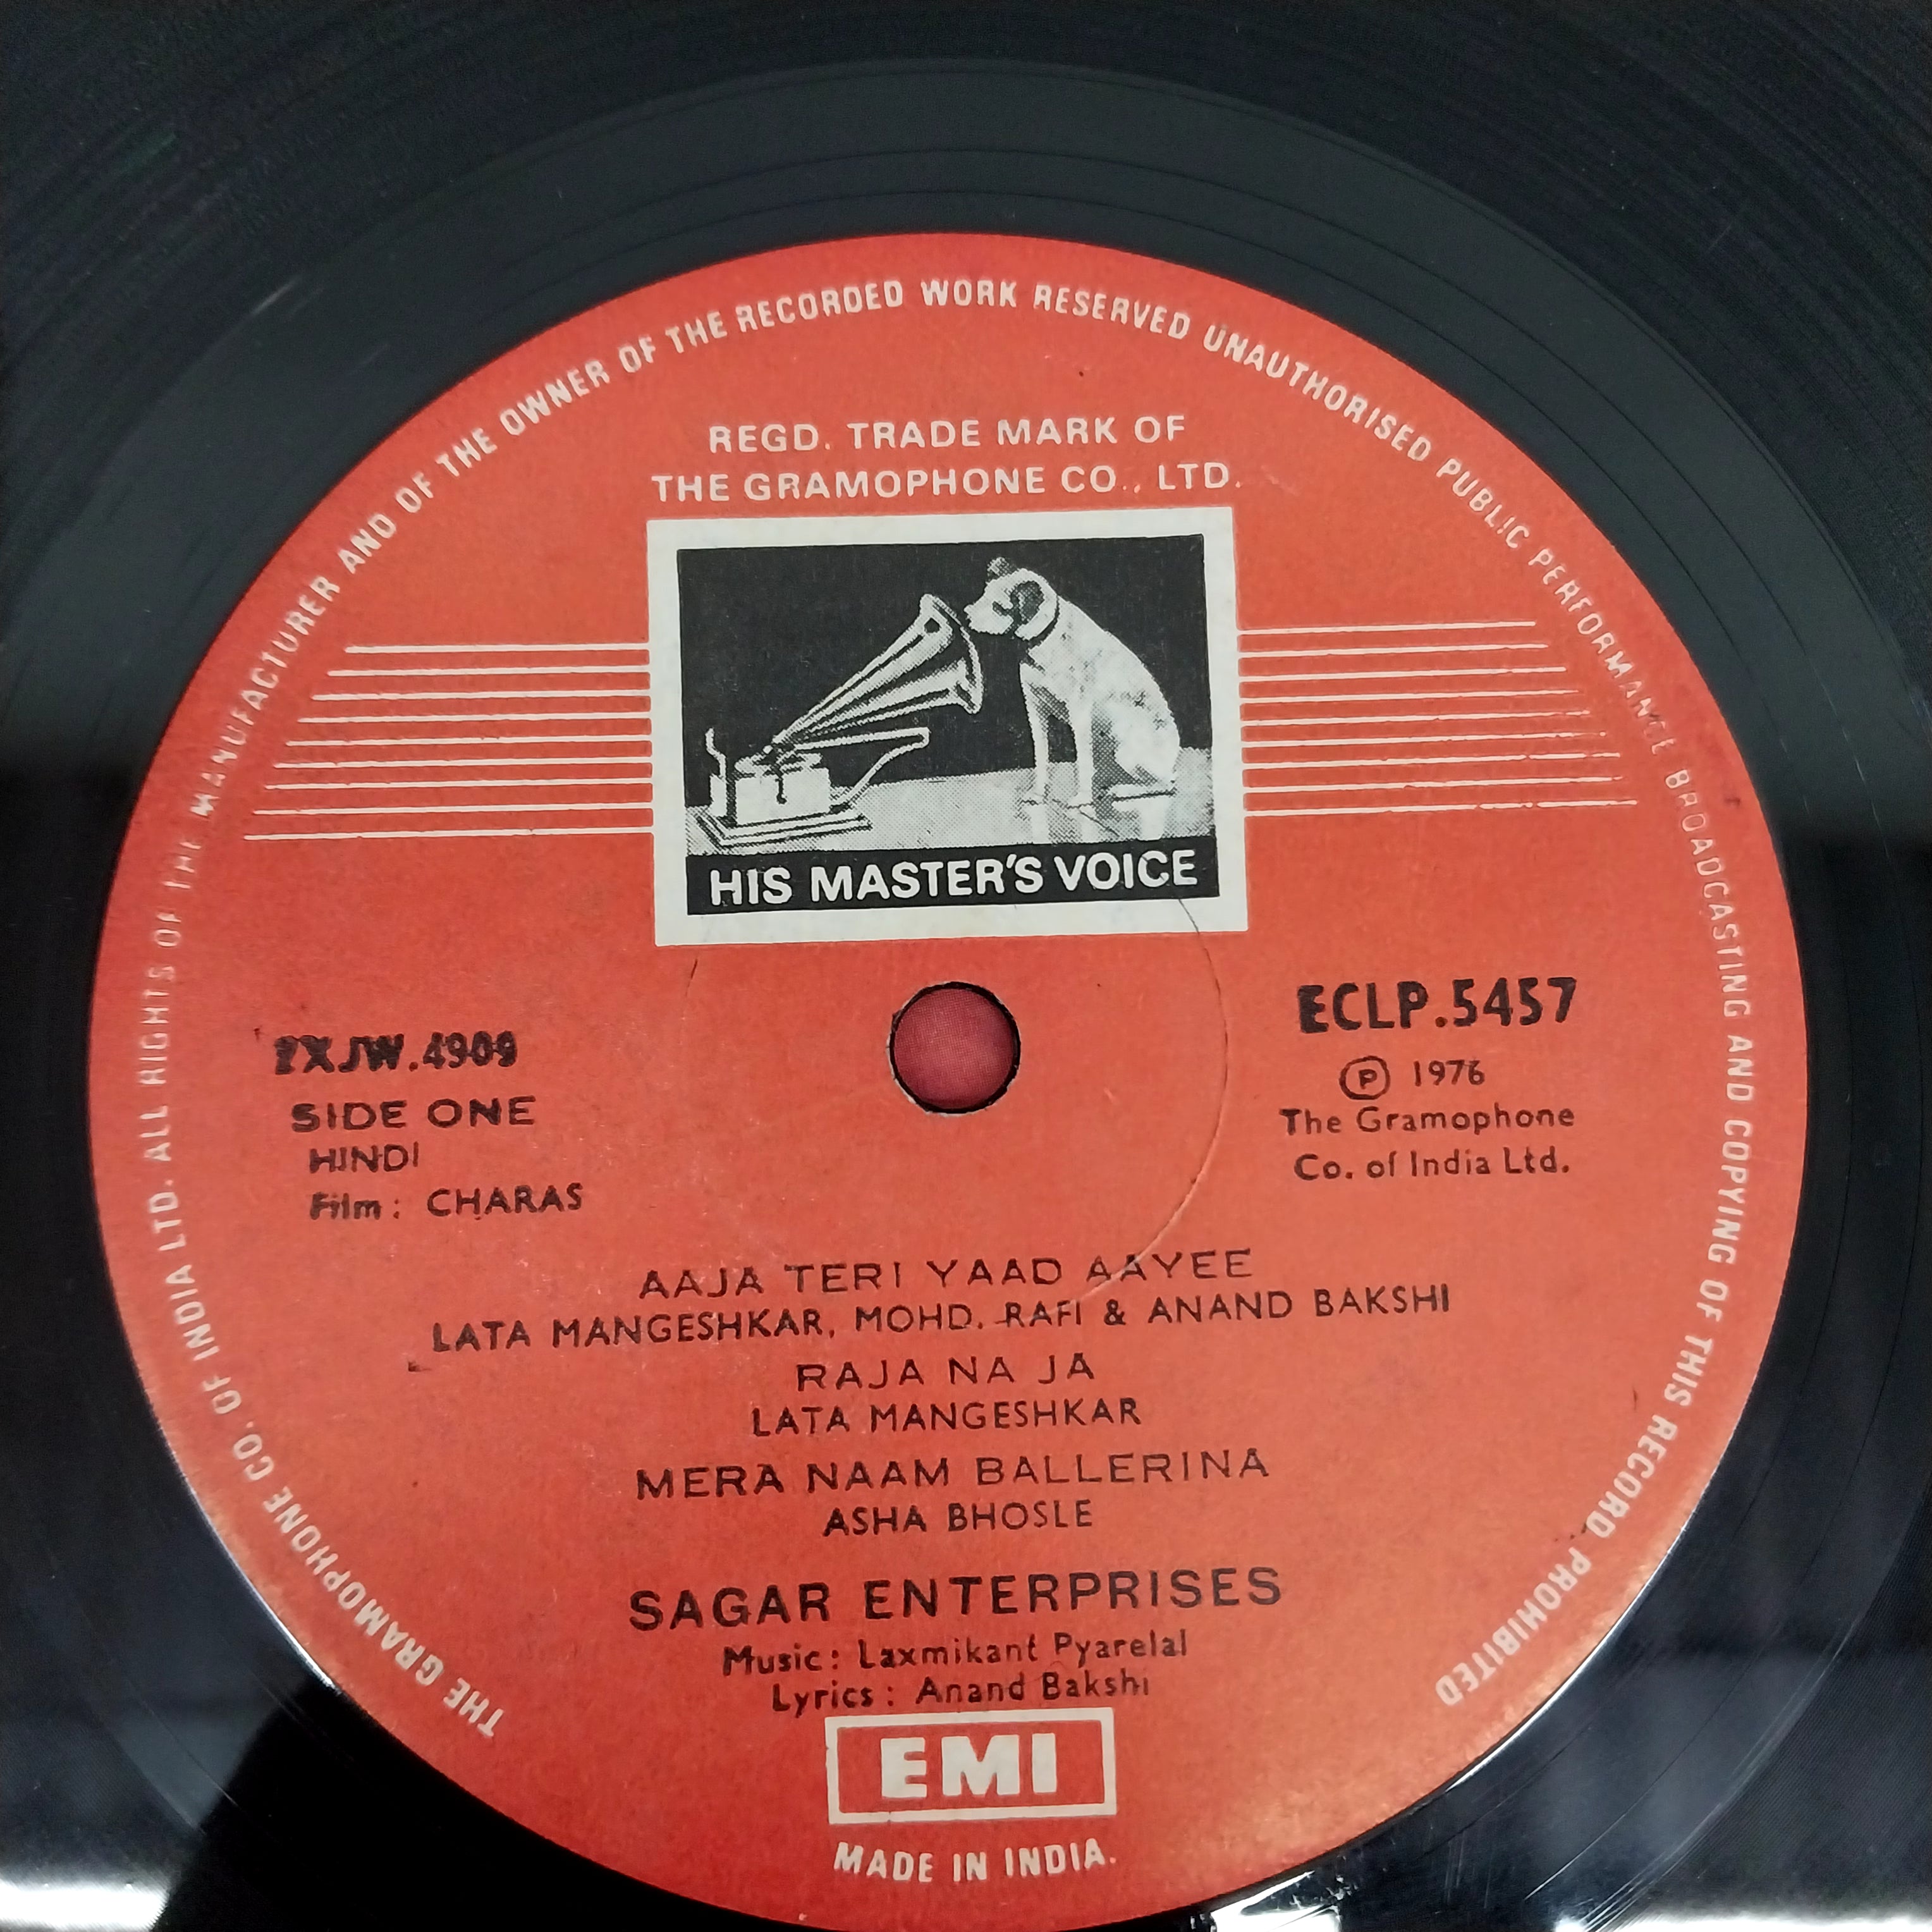 THE GRAMOPHONE CO. OF INDIA LTD. ALL RIGHTS OF THE MANUFACTURER AND OF THE OWNER OF THE RECORDED WORK RESERVED UNAUTHORISED PUBLIC PERFORMANCE BROADCASTING AND COPYING OF THIS RECORD PROHIBITED
REGD. TRADE MARK OF
THE GRAMOPHONE CO., LTD.
HIS MASTER'S VOICE
2XJW.4909
SIDE ONE
HINDI
Film: CHARAS
ECLP.5457
Ⓟ 1976
The Gramophone
Co. of India Ltd.
AAJA TERI YAAD AAYEE
LATA MANGESHKAR, MOHD. RAFI & ANAND BAKSHI
RAJA NA JA
LATA MANGESHKAR
MERA NAAM BALLERINA
ASHA BHOSLE
SAGAR ENTERPRISES
Music: Laxmikant Pyarelal
Lyrics: Anand Bakshi
EMI
MADE IN INDIA.